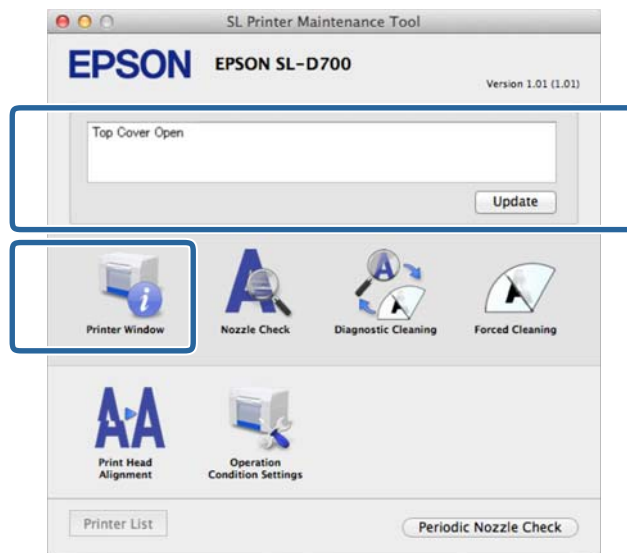 SL Printer Maintenance Tool
EPSON EPSON SL-D700
Version 1.01 (1.01)
Top Cover Open
Update
Printer Window Nozzle Check Diagnostic Cleaning Forced Cleaning
Print Head
Alignment
Operation
Condition Settings
Printer List Periodic Nozzle Check